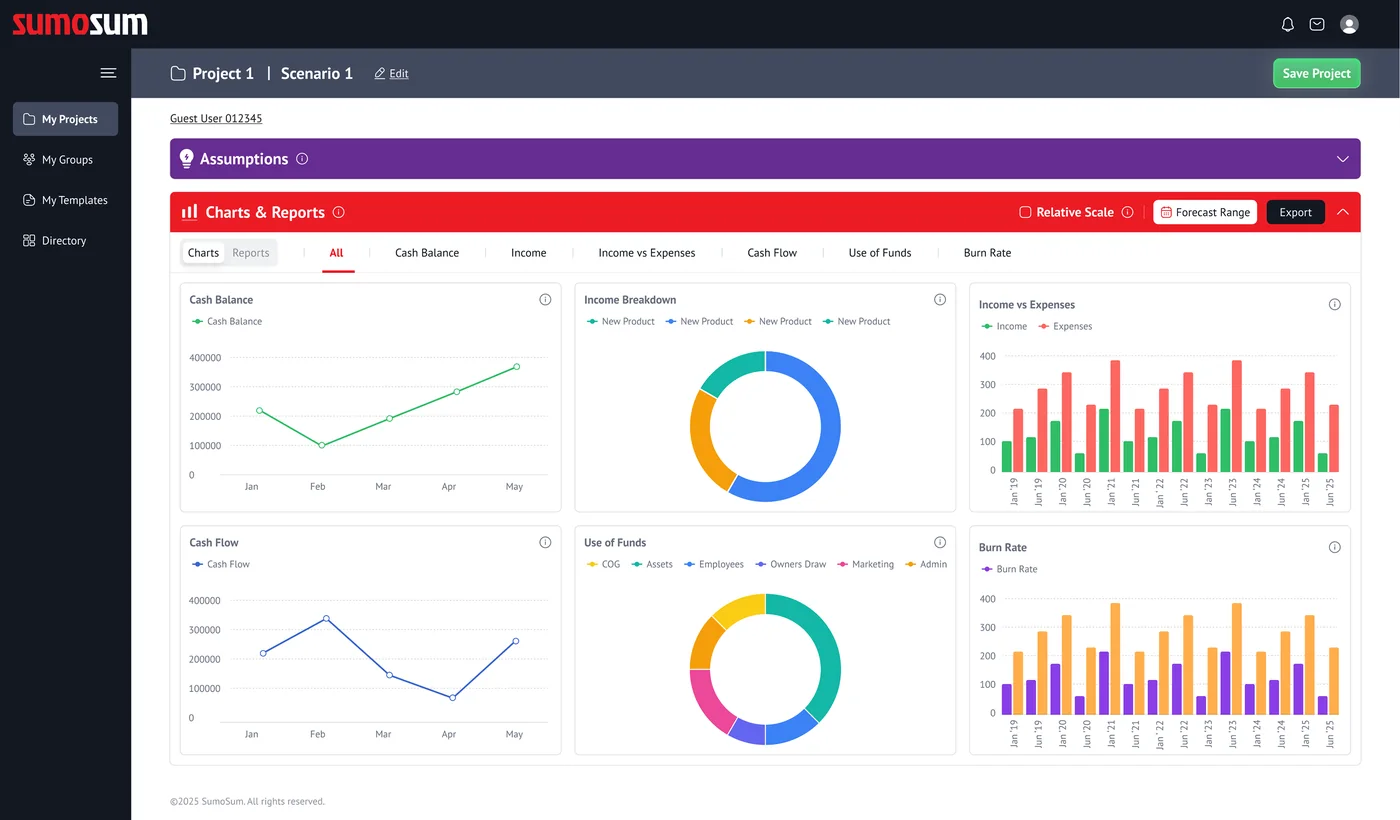 sumosum
Project 1 | Scenario 1 Edit
Save Project
My Projects
My Groups
My Templates
Directory
Guest User 012345
Assumptions
Charts & Reports
Relative Scale
Forecast Range
Export
Charts Reports All Cash Balance Income Income vs Expenses Cash Flow Use of Funds Burn Rate
Cash Balance
Cash Balance
400000
300000
200000
100000
0
Jan Feb Mar Apr May
Income Breakdown
New Product New Product New Product New Product
Income vs Expenses
Income Expenses
400
300
200
100
0
Jan '19 Jun '19 Jan '20 Jun '20 Jan '21 Jun '21 Jan '22 Jun '22 Jan '23 Jun '23 Jan '24 Jun '24 Jan '25 Jun '25
Cash Flow
Cash Flow
400000
300000
200000
100000
0
Jan Feb Mar Apr May
Use of Funds
COG Assets Employees Owners Draw Marketing Admin
Burn Rate
Burn Rate
400
300
200
100
0
Jan '19 Jun '19 Jan '20 Jun '20 Jan '21 Jun '21 Jan '22 Jun '22 Jan '23 Jun '23 Jan '24 Jun '24 Jan '25 Jun '25
©2025 SumoSum. All rights reserved.